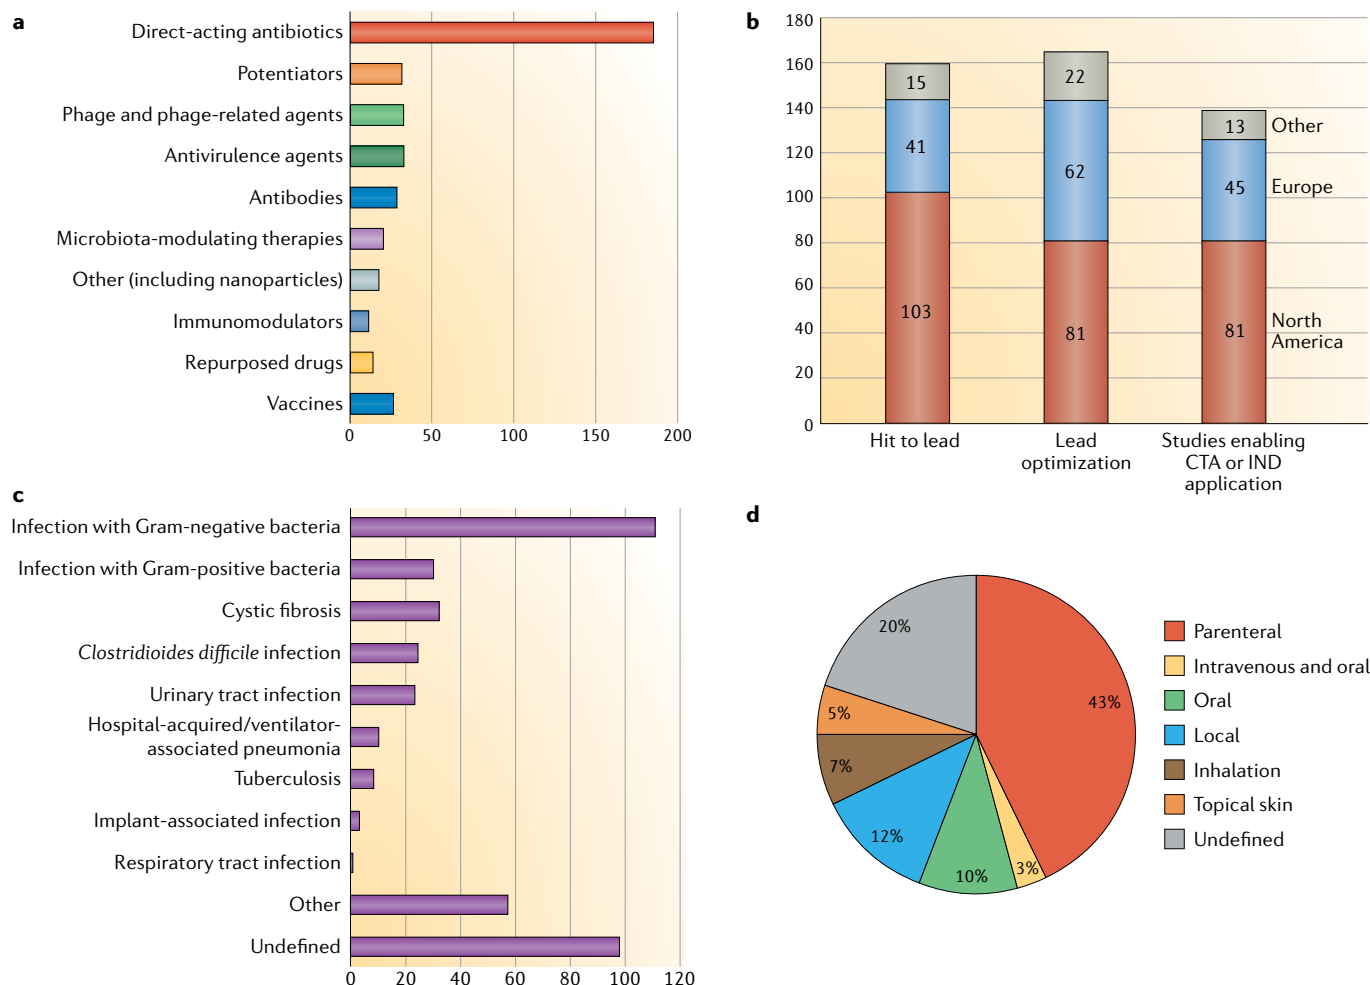 a
Direct-acting antibiotics
Potentiators
Phage and phage-related agents
Antivirulence agents
Antibodies
Microbiota-modulating therapies
Other (including nanoparticles)
Immunomodulators
Repurposed drugs
Vaccines
0 50 100 150 200
b
180
160
140
120
100
80
60
40
20
0
15
41
103
22
62
81
13
45
81
Other
Europe
North
America
Hit to lead
Lead
optimization
Studies enabling
CTA or IND
application
c
Infection with Gram-negative bacteria
Infection with Gram-positive bacteria
Cystic fibrosis
Clostridioides difficile infection
Urinary tract infection
Hospital-acquired/ventilator-
associated pneumonia
Tuberculosis
Implant-associated infection
Respiratory tract infection
Other
Undefined
0 20 40 60 80 100 120
d
20%
43%
5%
7%
12%
10%
3%
Parenteral
Intravenous and oral
Oral
Local
Inhalation
Topical skin
Undefined